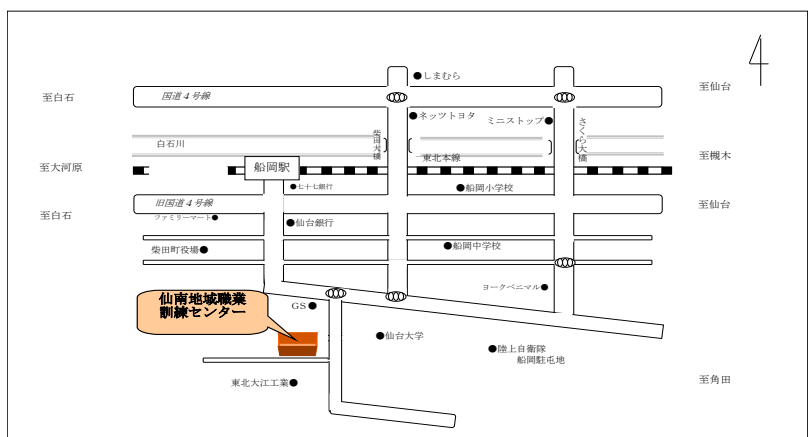 しまむら
至仙台
至白石
国道４号線
ネッツトヨタ
ミニストップ
さくら大橋
柴田大橋
白石川
東北本線
至槻木
至大河原
船岡駅
七十七銀行
船岡小学校
旧国道４号線
至仙台
至白石
ファミリーマート
仙台銀行
柴田町役場
船岡中学校
ヨークベニマル
仙南地域職業
訓練センター
GS
仙台大学
陸上自衛隊
船岡駐屯地
東北大江工業
至角田